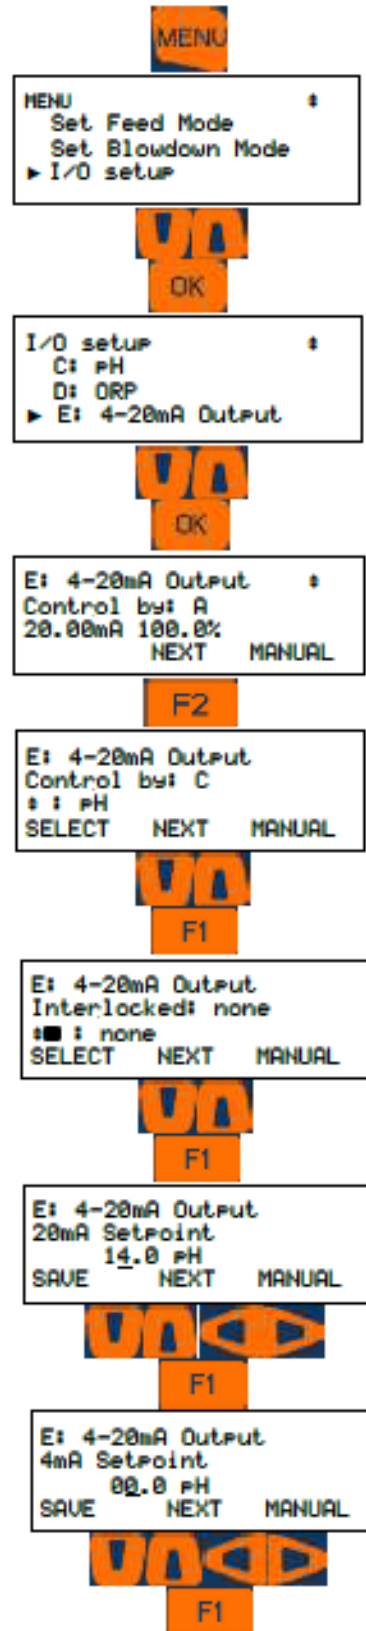 MENU
MENU
Set Feed Mode
Set Blowdown Mode
I/O setup
OK
I/O setup
C: pH
D: ORP
E: 4-20mA Output
OK
E: 4-20mA Output
Control by: A
20.00mA 100.0%
NEXT MANUAL
F2
E: 4-20mA Output
Control by: C
: pH
SELECT NEXT MANUAL
F1
E: 4-20mA Output
Interlocked: none
: none
SELECT NEXT MANUAL
F1
E: 4-20mA Output
20mA Setpoint
14.0 pH
SAVE NEXT MANUAL
F1
E: 4-20mA Output
4mA Setpoint
00.0 pH
SAVE NEXT MANUAL
F1